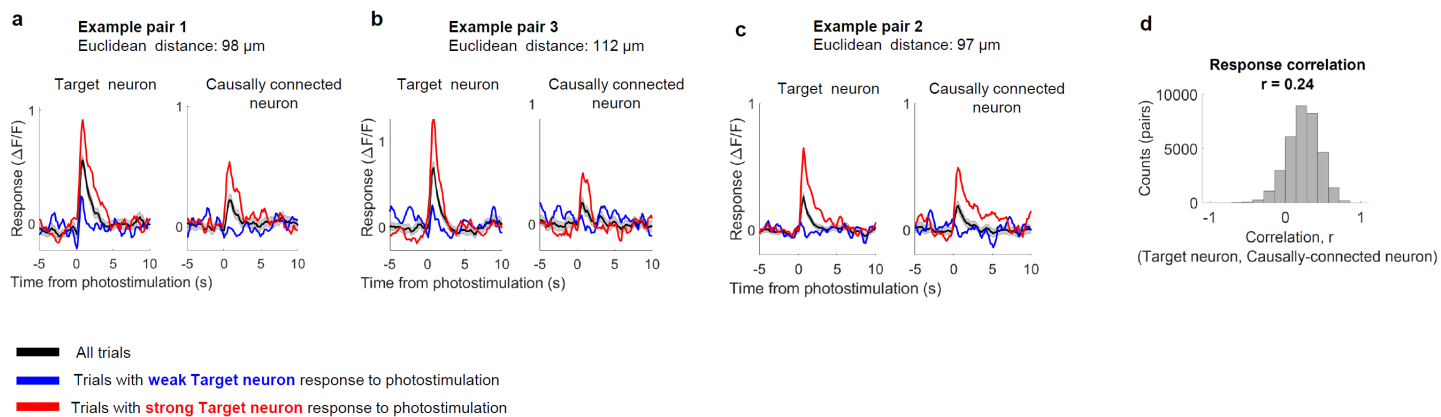 a
Example pair 1
Euclidean distance: 98 µm
Target neuron
Causally connected
neuron
Response (ΔF/F)
1
0
1
0
-5 0 5 10
-5 0 5 10
Time from photostimulation (s)
b
Example pair 3
Euclidean distance: 112 µm
Target neuron
Causally connected
neuron
Response (ΔF/F)
1
0
1
0
-5 0 5 10
-5 0 5 10
Time from photostimulation (s)
c
Example pair 2
Euclidean distance: 97 µm
Target neuron
Causally connected
neuron
Response (ΔF/F)
1
0
1
0
-5 0 5 10
-5 0 5 10
Time from photostimulation (s)
d
Response correlation
r = 0.24
Counts (pairs)
10000
5000
0
-1 0 1
Correlation, r
(Target neuron, Causally-connected neuron)
All trials
Trials with weak Target neuron response to photostimulation
Trials with strong Target neuron response to photostimulation